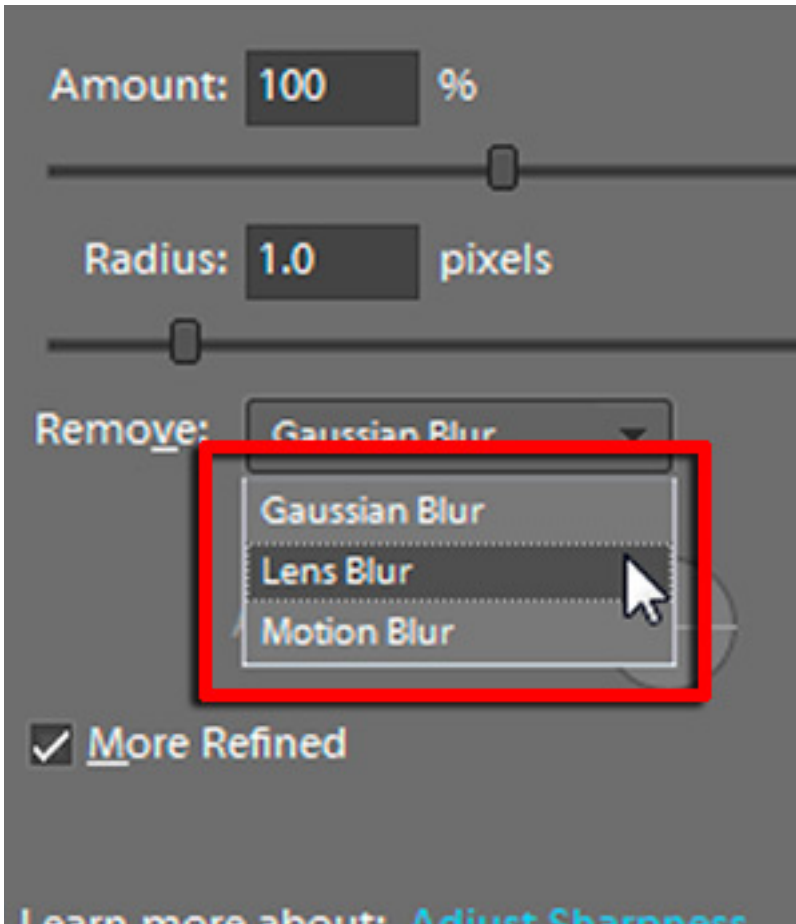 Amount: 100 %
Radius: 1.0 pixels
Remove: Gaussian Blur
Gaussian Blur
Lens Blur
Motion Blur
More Refined
Learn more about: Adjust Sharpness